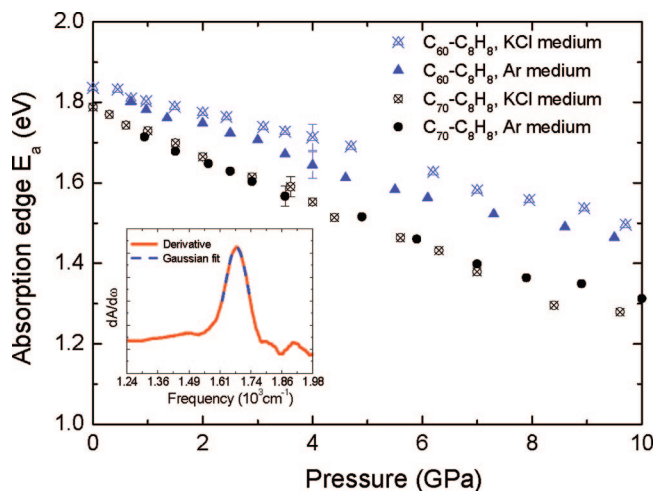 Absorption edge Eₐ (eV)
2.0
1.8
1.6
1.4
1.2
1.0
C₆₀-C₈H₈, KCl medium
C₆₀-C₈H₈, Ar medium
C₇₀-C₈H₈, KCl medium
C₇₀-C₈H₈, Ar medium
Derivative
Gaussian fit
dA/dω
1.24 1.36 1.49 1.61 1.74 1.86 1.98
Frequency (10³cm⁻¹)
0 2 4 6 8 10
Pressure (GPa)